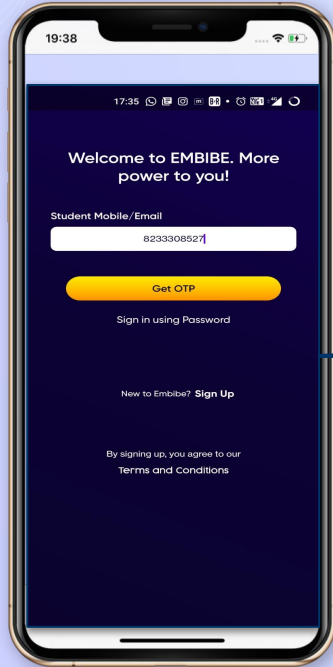 19:38
17:35
Welcome to EMBIBE. More
power to you!
Student Mobile/Email
8233308527
Get OTP
Sign in using Password
New to Embibe? Sign Up
By signing up, you agree to our
Terms and Conditions